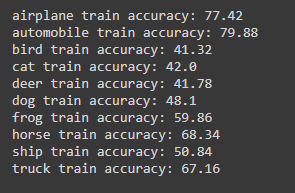 airplane train accuracy: 77.42
automobile train accuracy: 79.88
bird train accuracy: 41.32
cat train accuracy: 42.0
deer train accuracy: 41.78
dog train accuracy: 48.1
frog train accuracy: 59.86
horse train accuracy: 68.34
ship train accuracy: 50.84
truck train accuracy: 67.16